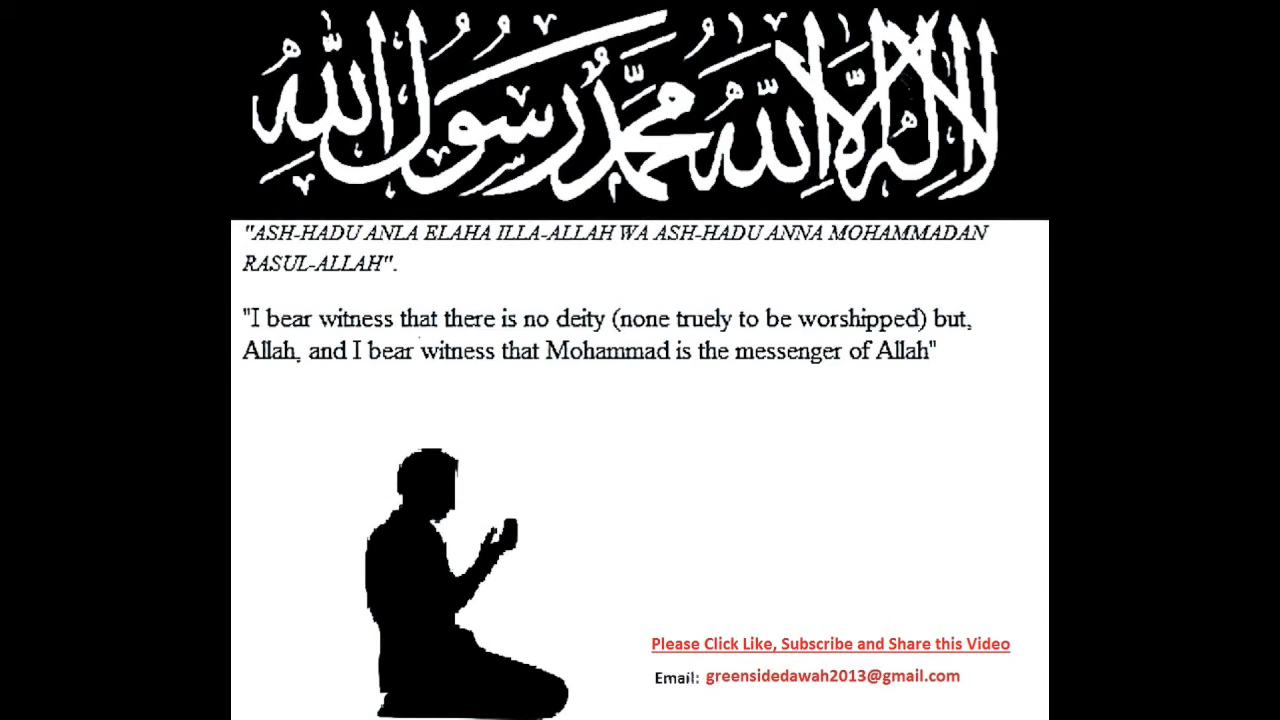 لا إله إلا الله محمد رسول الله
"ASH-HADU ANLA ELAHA ILLA-ALLAH WA ASH-HADU ANNA MOHAMMADAN
RASUL-ALLAH".
"I bear witness that there is no deity (none truely to be worshipped) but,
Allah, and I bear witness that Mohammad is the messenger of Allah"
Please Click Like, Subscribe and Share this Video
Email: greensidedawah2013@gmail.com